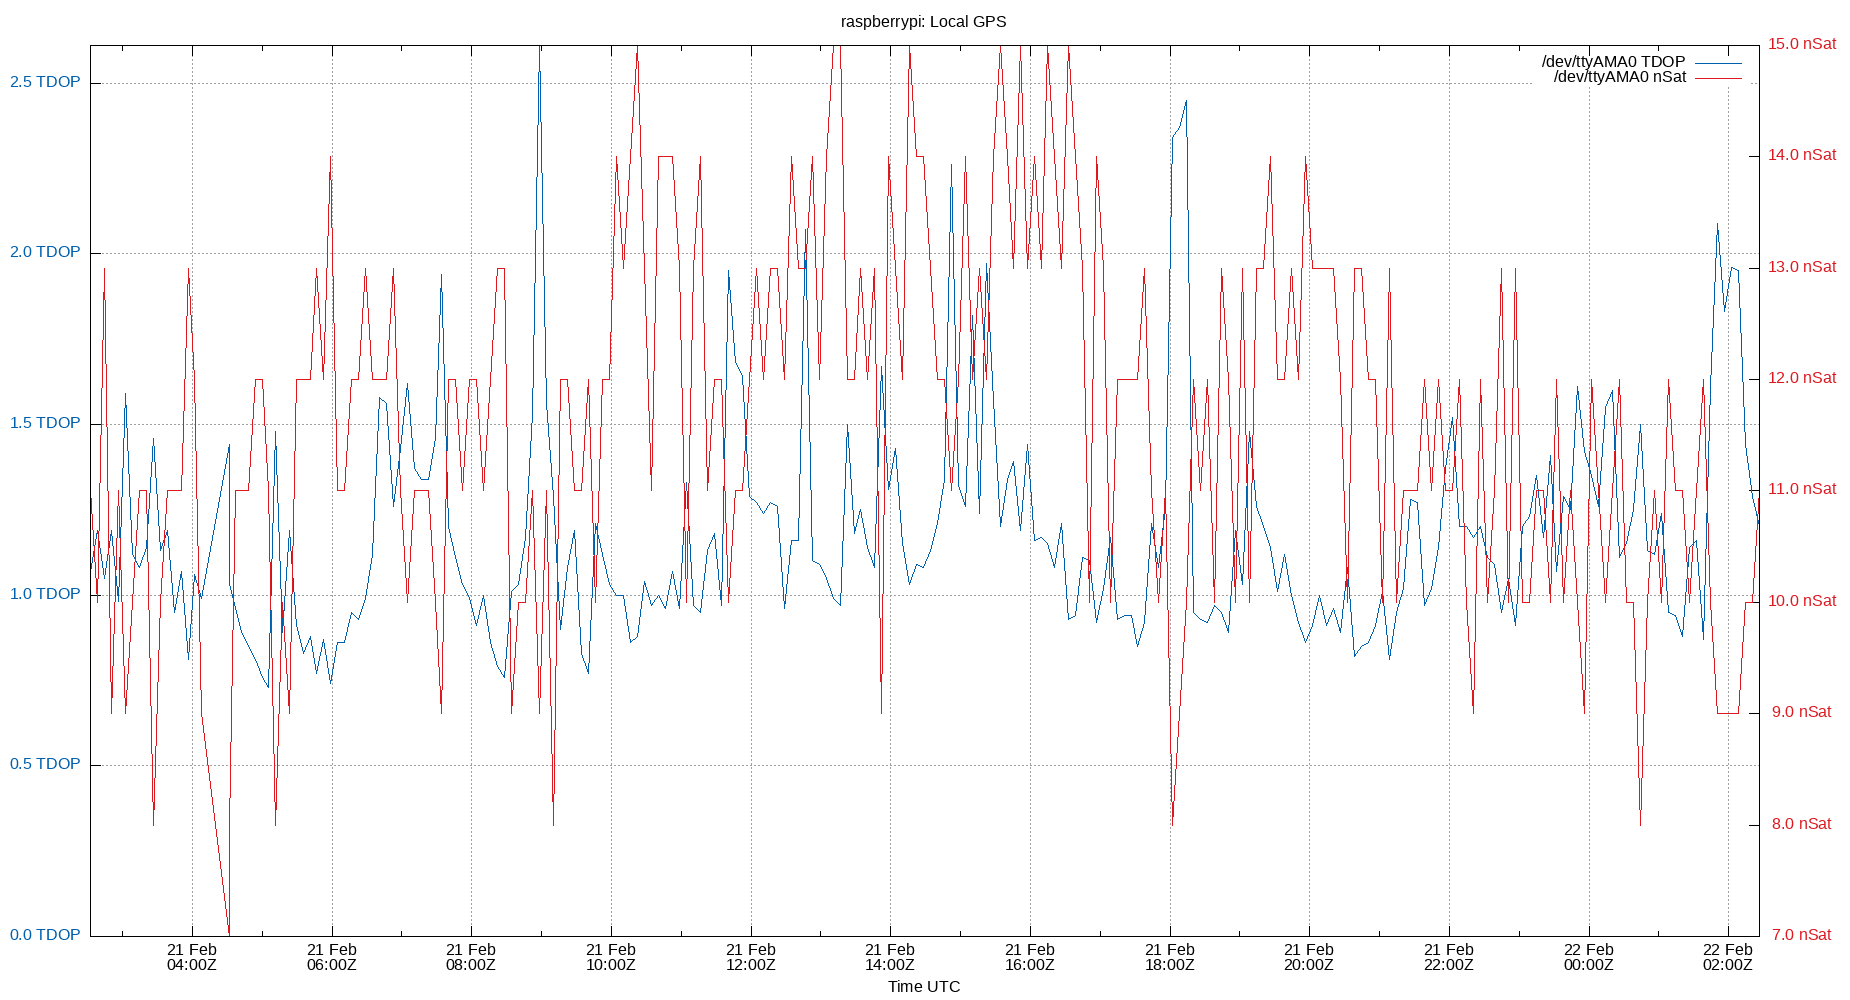 raspberrypi: Local GPS
/dev/ttyAMA0 TDOP
/dev/ttyAMA0 nSat
2.5 TDOP
2.0 TDOP
1.5 TDOP
1.0 TDOP
0.5 TDOP
0.0 TDOP
15.0 nSat
14.0 nSat
13.0 nSat
12.0 nSat
11.0 nSat
10.0 nSat
9.0 nSat
8.0 nSat
7.0 nSat
21 Feb
04:00Z
21 Feb
06:00Z
21 Feb
08:00Z
21 Feb
10:00Z
21 Feb
12:00Z
21 Feb
14:00Z
21 Feb
16:00Z
21 Feb
18:00Z
21 Feb
20:00Z
21 Feb
22:00Z
22 Feb
00:00Z
22 Feb
02:00Z
Time UTC